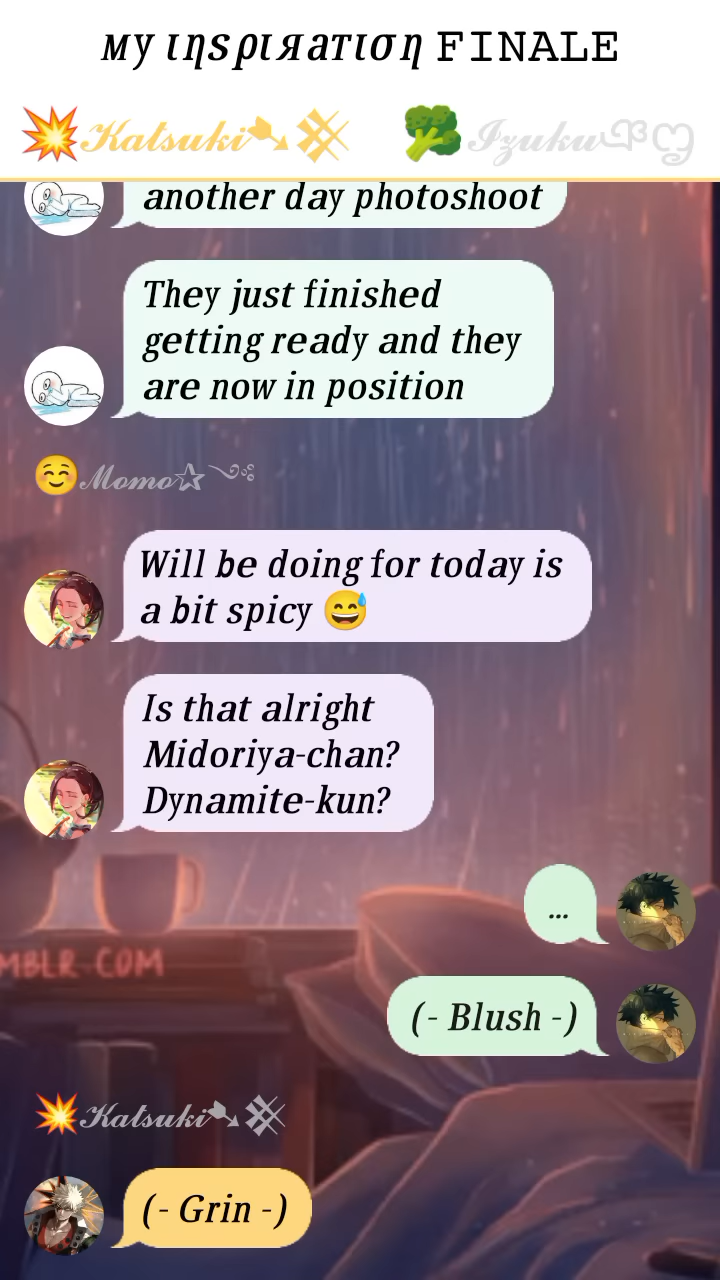 My Inspiration FINALE
💥Katsuki
🥦Izuku
another day photoshoot
They just finished
getting ready and they
are now in position
☺️Momo☆
Will be doing for today is
a bit spicy 😅
Is that alright
Midoriya-chan?
Dynamite-kun?
...
(- Blush -)
MBLR.COM
💥Katsuki
(- Grin -)